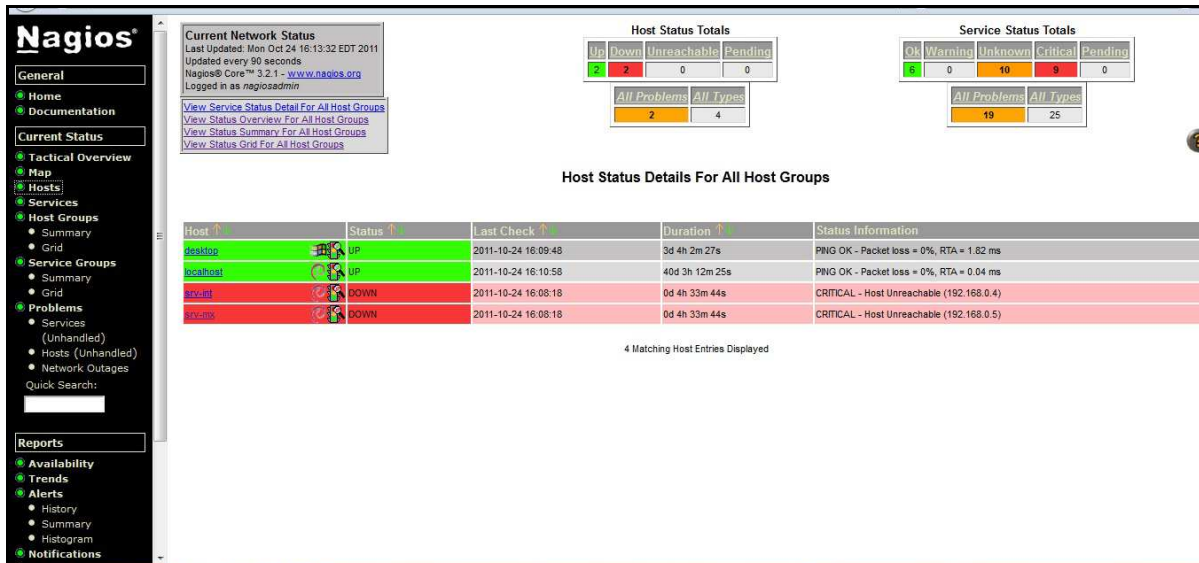 Nagios®
General
Home
Documentation
Current Status
Tactical Overview
Map
Hosts
Services
Host Groups
Summary
Grid
Service Groups
Summary
Grid
Problems
Services
(Unhandled)
Hosts (Unhandled)
Network Outages
Quick Search:
Reports
Availability
Trends
Alerts
History
Summary
Histogram
Notifications
Current Network Status
Last Updated: Mon Oct 24 16:13:32 EDT 2011
Updated every 90 seconds
Nagios® Core™ 3.2.1 - www.nagios.org
Logged in as nagiosadmin
View Service Status Detail For All Host Groups
View Status Overview For All Host Groups
View Status Summary For All Host Groups
View Status Grid For All Host Groups
Host Status Totals
Up Down Unreachable Pending
2 2 0 0
All Problems All Types
2 4
Service Status Totals
Ok Warning Unknown Critical Pending
6 0 10 9 0
All Problems All Types
19 25
?
Host Status Details For All Host Groups
Host Status Last Check Duration Status Information
desktop UP 2011-10-24 16:09:48 3d 4h 2m 27s PING OK - Packet loss = 0%, RTA = 1.82 ms
localhost UP 2011-10-24 16:10:58 40d 3h 12m 25s PING OK - Packet loss = 0%, RTA = 0.04 ms
srv-int DOWN 2011-10-24 16:08:18 0d 4h 33m 44s CRITICAL - Host Unreachable (192.168.0.4)
srv-mx DOWN 2011-10-24 16:08:18 0d 4h 33m 44s CRITICAL - Host Unreachable (192.168.0.5)
4 Matching Host Entries Displayed